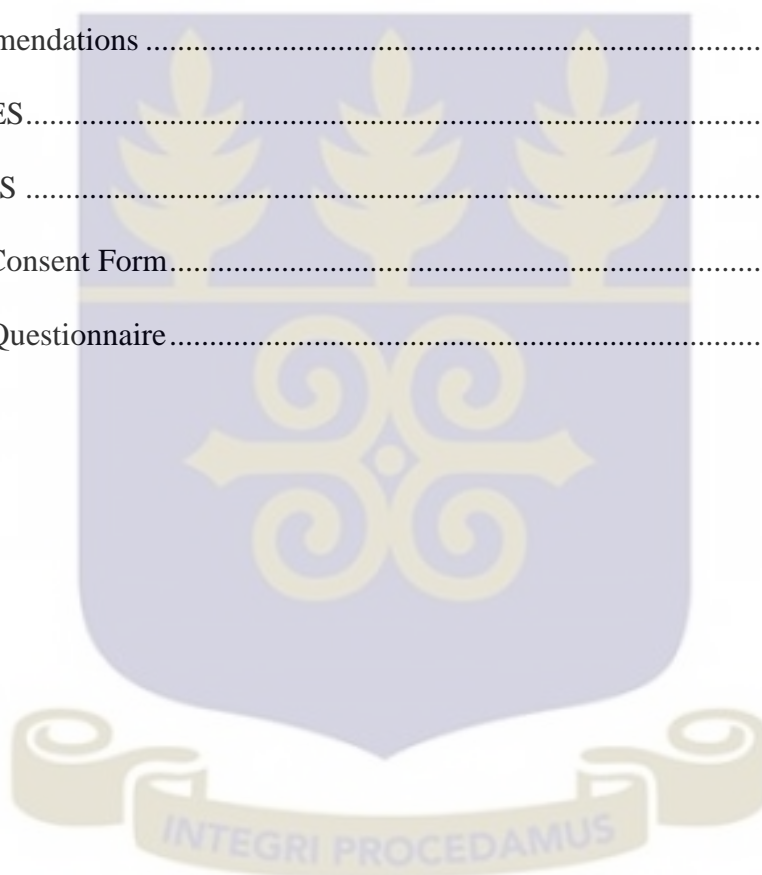 mendations ..........................................................................
ES.........................................................................................
S .........................................................................................
Consent Form.......................................................................
Questionnaire.......................................................................
INTEGRI PROCEDAMUS